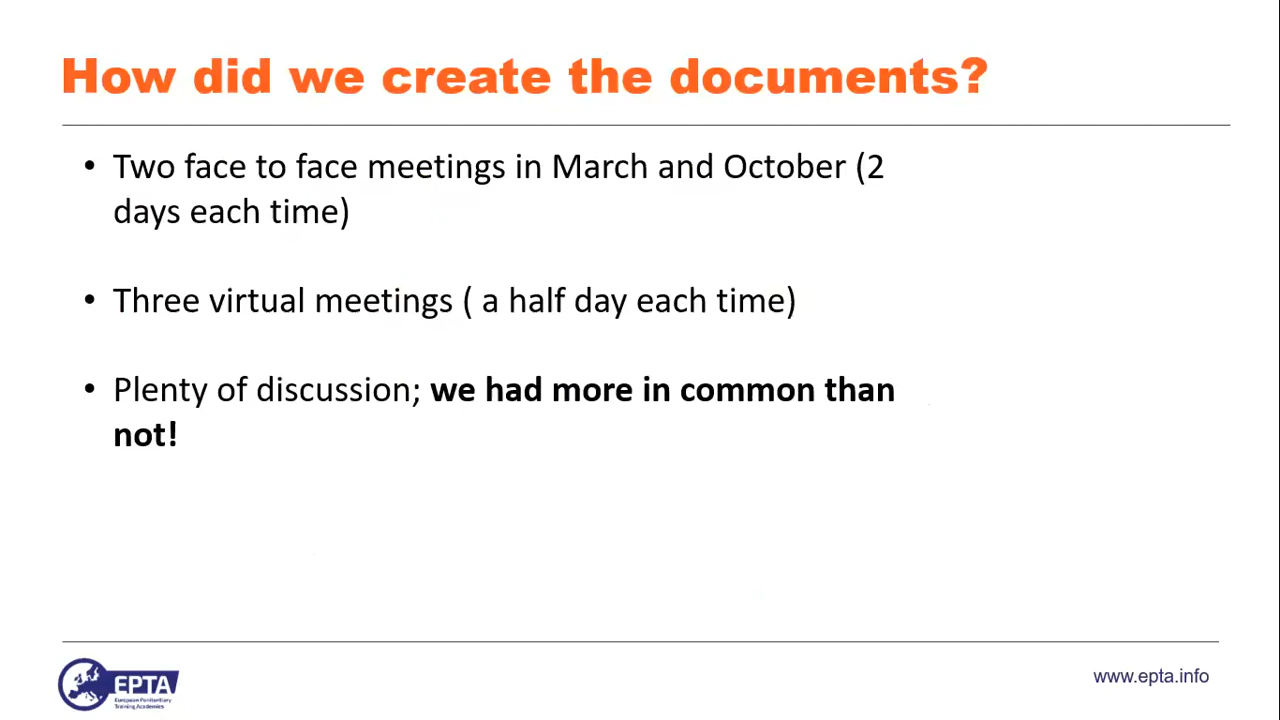 How did we create the documents?
• Two face to face meetings in March and October (2
days each time)
• Three virtual meetings ( a half day each time)
• Plenty of discussion; we had more in common than
not!
EPTA
European Penitentiary
Training Academies
www.epta.info